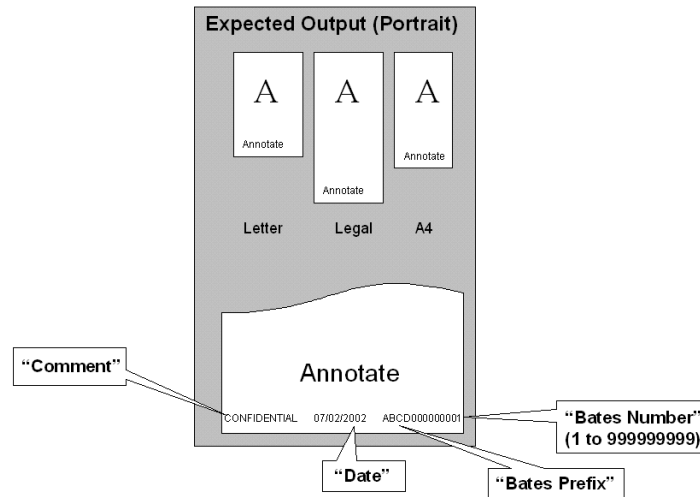 Expected Output (Portrait)
A A A
Annotate
Annotate
Annotate
Letter Legal A4
“Comment”
Annotate
CONFIDENTIAL 07/02/2002 ABCD000000001
“Bates Number”
(1 to 999999999)
“Date”
“Bates Prefix”